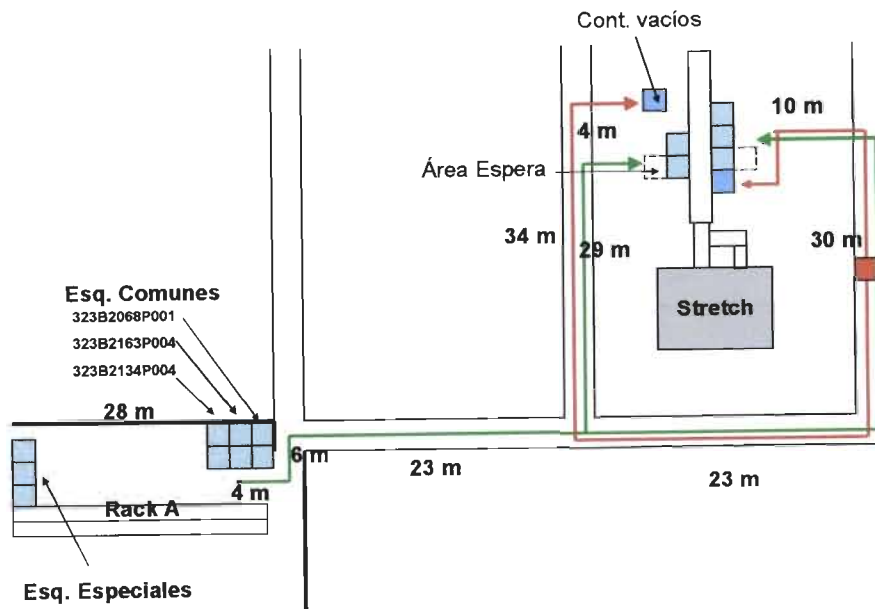 Cont. vacíos
10 m
4 m
Área Espera
34 m
29 m
30 m
Stretch
Esq. Comunes
323B2068P001
323B2163P004
323B2134P004
28 m
6 m
23 m
23 m
4 m
Rack A
Esq. Especiales